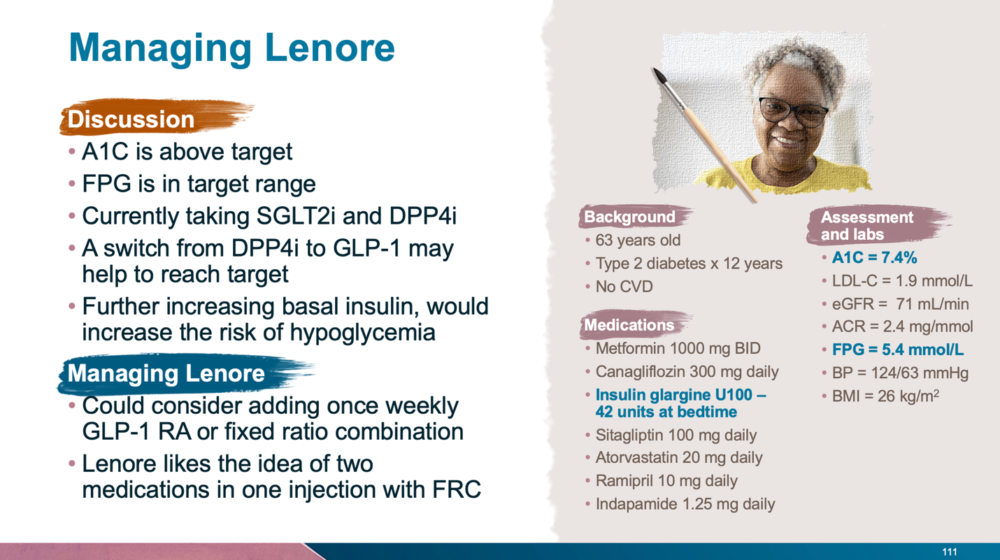 Managing Lenore
Discussion
• A1C is above target
• FPG is in target range
• Currently taking SGLT2i and DPP4i
• A switch from DPP4i to GLP-1 may
help to reach target
• Further increasing basal insulin, would
increase the risk of hypoglycemia
Managing Lenore
• Could consider adding once weekly
GLP-1 RA or fixed ratio combination
• Lenore likes the idea of two
medications in one injection with FRC
Background
• 63 years old
• Type 2 diabetes x 12 years
• No CVD
Medications
• Metformin 1000 mg BID
• Canagliflozin 300 mg daily
• Insulin glargine U100 –
42 units at bedtime
• Sitagliptin 100 mg daily
• Atorvastatin 20 mg daily
• Ramipril 10 mg daily
• Indapamide 1.25 mg daily
Assessment
and labs
• A1C = 7.4%
• LDL-C = 1.9 mmol/L
• eGFR = 71 mL/min
• ACR = 2.4 mg/mmol
• FPG = 5.4 mmol/L
• BP = 124/63 mmHg
• BMI = 26 kg/m²
111